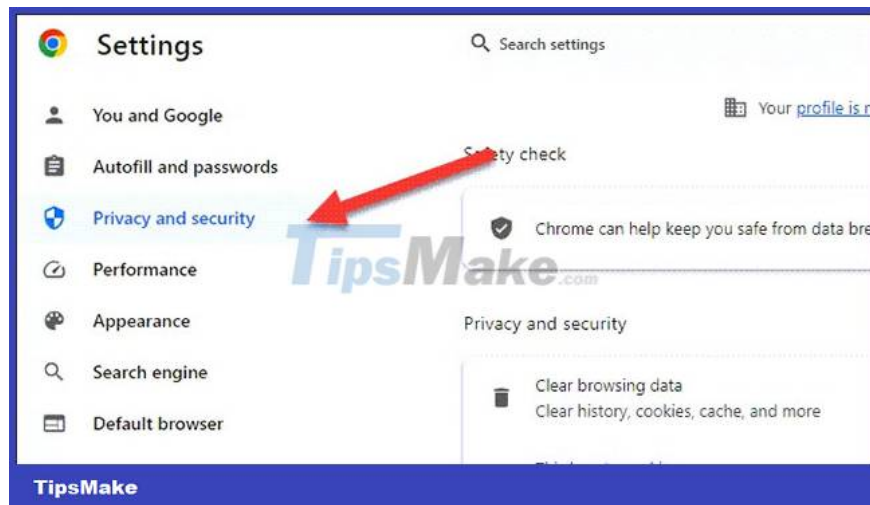 Settings
Search settings
You and Google
Autofill and passwords
Privacy and security
Performance
Appearance
Search engine
Default browser
Your profile is
Safety check
Chrome can help keep you safe from data
TipsMake.com
Privacy and security
Clear browsing data
Clear history, cookies, cache, and more
TipsMake